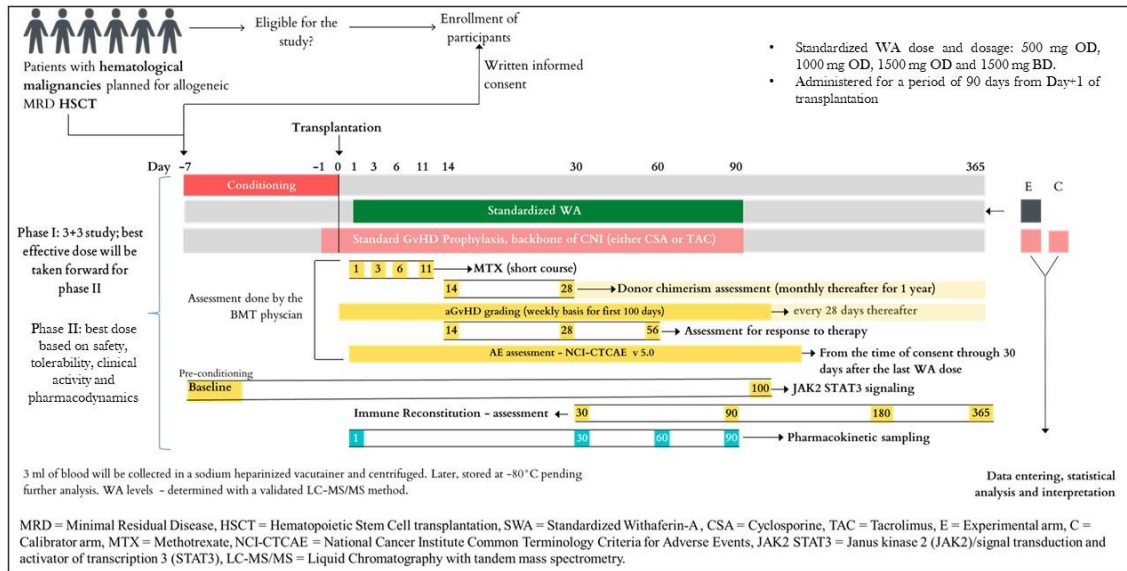 Eligible for the
study?
Enrollment of
participants
Patients with hematological
malignancies planned for allogeneic
MRD HSCT
Written informed
consent
• Standardized WA dose and dosage: 500 mg OD,
1000 mg OD, 1500 mg OD and 1500 mg BD.
• Administered for a period of 90 days from Day+1 of
transplantation
Transplantation
Day -7 -1 0 1 3 6 11 14 30 60 90 365
Conditioning
E C
Standardized WA
Standard GvHD Prophylaxis, backbone of CNI (either CSA or TAC)
Phase I: 3+3 study; best
effective dose will be
taken forward for
phase II
Phase II: best dose
based on safety,
tolerability, clinical
activity and
pharmacodynamics
Assessment done by the
BMT physcian
1 3 6 11 MTX (short course)
14 28 Donor chimerism assessment (monthly thereafter for 1 year)
aGvHD grading (weekly basis for first 100 days) every 28 days thereafter
14 28 56 Assessment for response to therapy
AE assessment - NCI-CTCAE v 5.0 From the time of consent through 30
days after the last WA dose
Pre-conditioning
Baseline 100 JAK2 STAT3 signaling
Immune Reconstitution - assessment 30 90 180 365
1 30 60 90 Pharmacokinetic sampling
3 ml of blood will be collected in a sodium heparinized vacutainer and centrifuged. Later, stored at -80°C pending
further analysis. WA levels - determined with a validated LC-MS/MS method.
Data entering, statistical
analysis and interpretation
MRD = Minimal Residual Disease, HSCT = Hematopoietic Stem Cell transplantation, SWA = Standardized Withaferin-A, CSA = Cyclosporine, TAC = Tacrolimus, E = Experimental arm, C =
Calibrator arm, MTX = Methotrexate, NCI-CTCAE = National Cancer Institute Common Terminology Criteria for Adverse Events, JAK2 STAT3 = Janus kinase 2 (JAK2)/signal transduction and
activator of transcription 3 (STAT3), LC-MS/MS = Liquid Chromatography with tandem mass spectrometry.